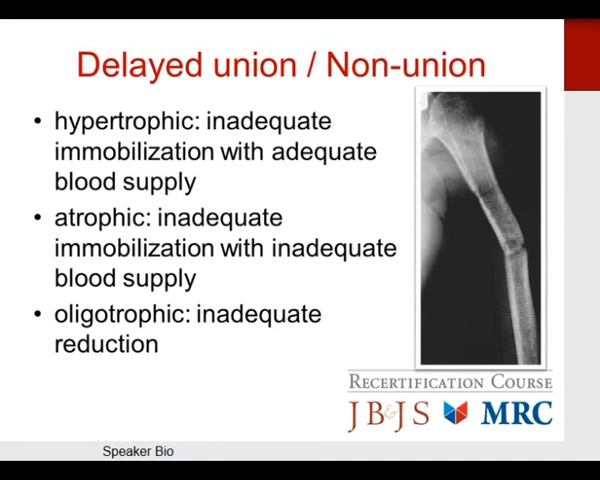 Delayed union / Non-union
• hypertrophic: inadequate
immobilization with adequate
blood supply
• atrophic: inadequate
immobilization with inadequate
blood supply
• oligotrophic: inadequate
reduction
RECERTIFICATION COURSE
JB&JS MRC
Speaker Bio